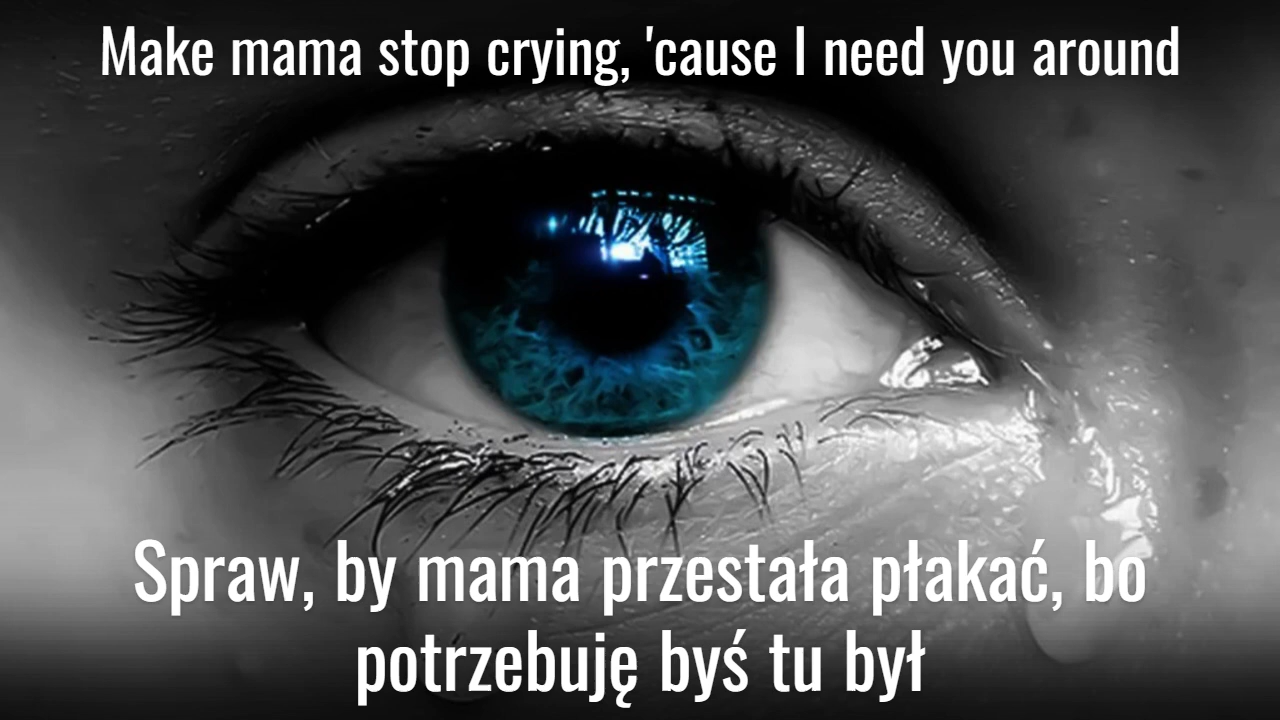 Make mama stop crying, 'cause I need you around
Spraw, by mama przestała płakać, bo
potrzebuję byś tu był